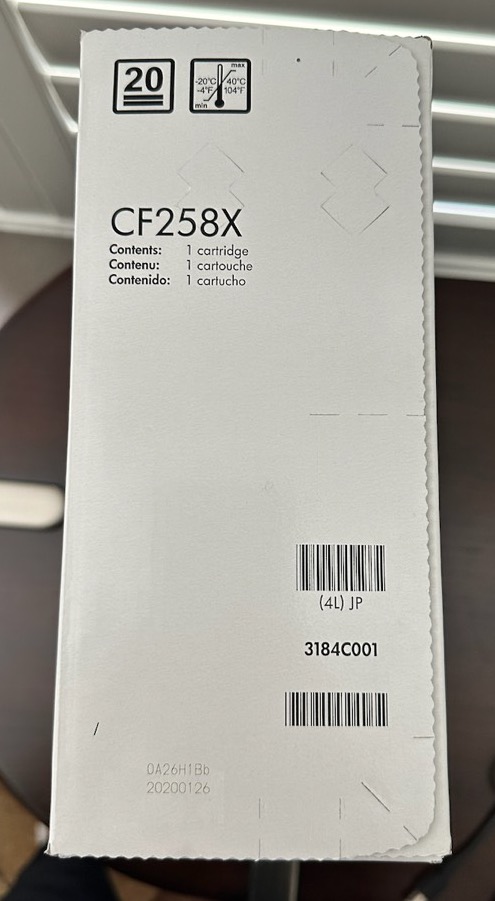 20
max
-20°C 40°C
-4°F 104°F
min
CF258X
Contents: 1 cartridge
Contenu: 1 cartouche
Contenido: 1 cartucho
(4L) JP
3184C001
0A26H1Bb
20200126